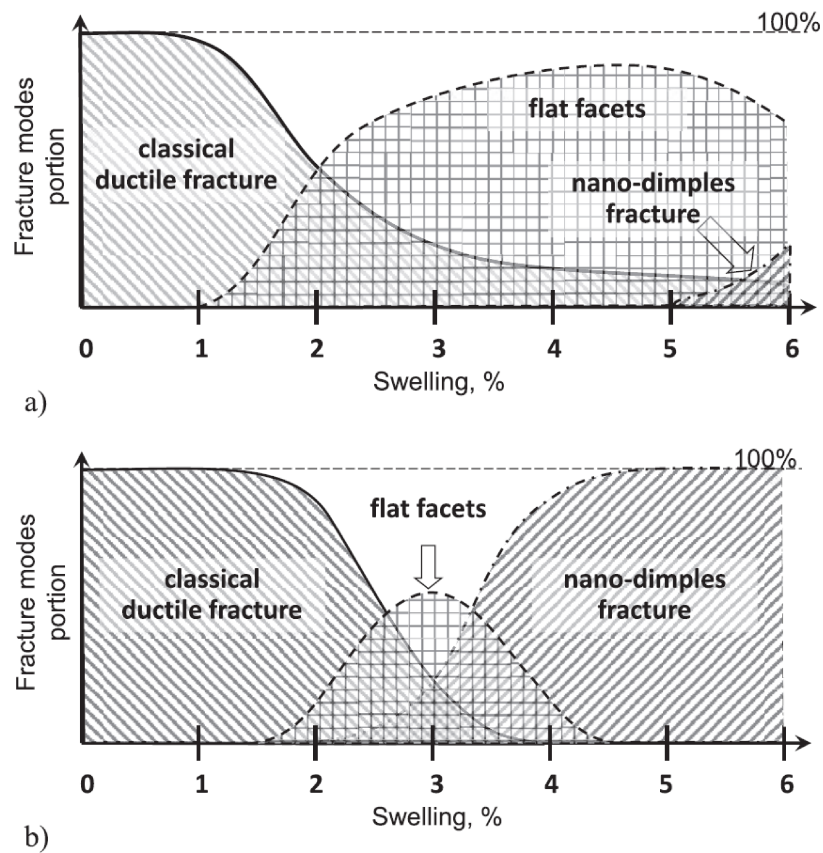 100%
Fracture modes
portion
classical
ductile fracture
flat facets
nano-dimples
fracture
0 1 2 3 4 5 6
Swelling, %
a)
100%
Fracture modes
portion
flat facets
classical
ductile fracture
nano-dimples
fracture
0 1 2 3 4 5 6
Swelling, %
b)